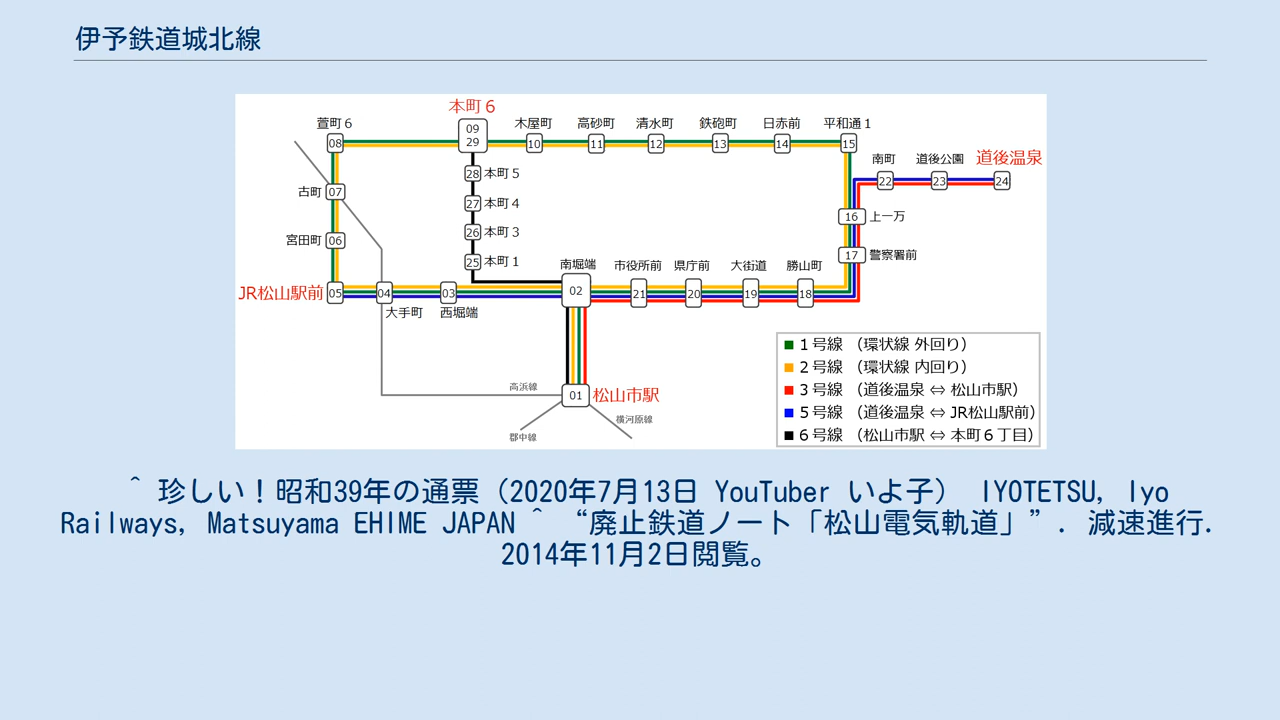 伊予鉄道城北線
本町６
萱町６
09
29
木屋町
高砂町
清水町
鉄砲町
日赤前
平和通１
08
10
11
12
13
14
15
南町
道後公園
道後温泉
28
本町５
22
23
24
古町
07
27
本町４
16
上一万
宮田町
06
26
本町３
17
警察署前
25
本町１
南堀端
市役所前
県庁前
大街道
勝山町
JR松山駅前
05
04
03
02
21
20
19
18
大手町
西堀端
■１号線 （環状線 外回り）
■２号線 （環状線 内回り）
■３号線 （道後温泉 ⇔ 松山市駅）
■５号線 （道後温泉 ⇔ JR松山駅前）
■６号線 （松山市駅 ⇔ 本町６丁目）
高浜線
01
松山市駅
横河原線
郡中線
^ 珍しい！昭和39年の通票（2020年7月13日 YouTuber いよ子） IYOTETSU, Iyo
Railways, Matsuyama EHIME JAPAN ^ “廃止鉄道ノート「松山電気軌道」”. 減速進行.
2014年11月2日閲覧。